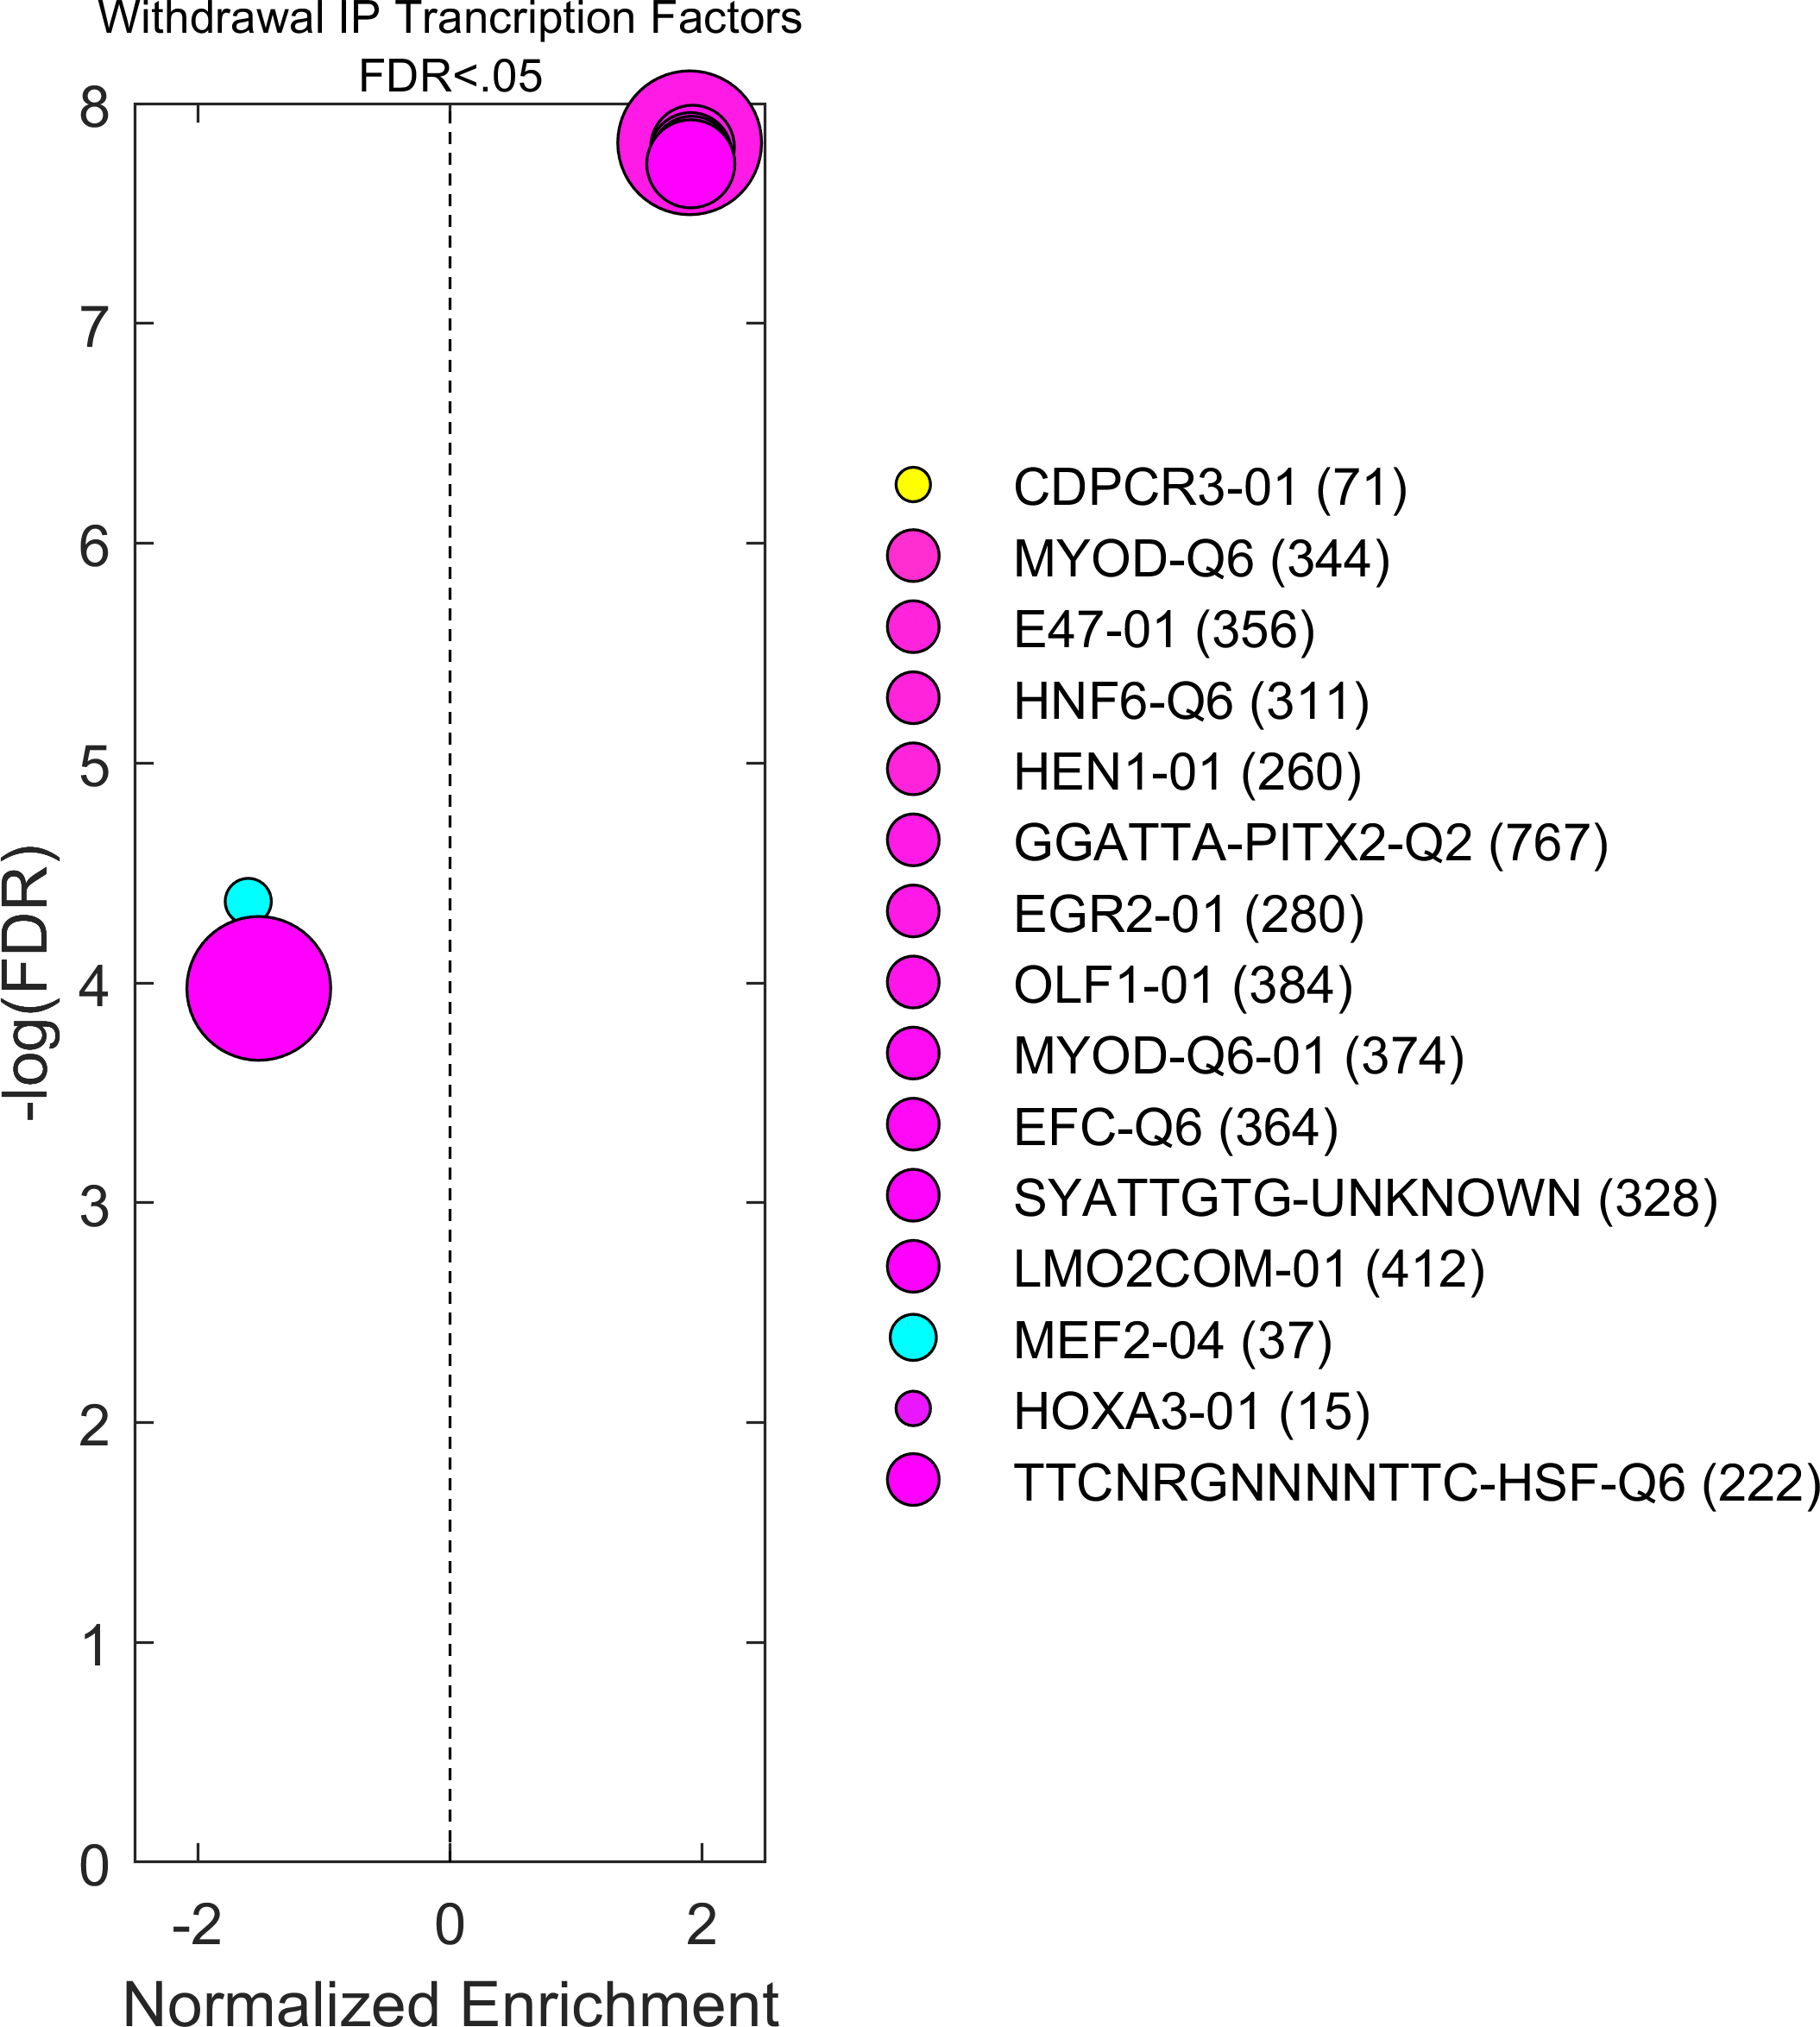 Withdrawal IP Trancription Factors
FDR<.05
8
7
6
5
4
3
2
1
0
-log(FDR)
-2 0 2
Normalized Enrichment
CDPCR3-01 (71)
MYOD-Q6 (344)
E47-01 (356)
HNF6-Q6 (311)
HEN1-01 (260)
GGATTA-PITX2-Q2 (767)
EGR2-01 (280)
OLF1-01 (384)
MYOD-Q6-01 (374)
EFC-Q6 (364)
SYATTGTG-UNKNOWN (328)
LMO2COM-01 (412)
MEF2-04 (37)
HOXA3-01 (15)
TTCNRGNNNNTTC-HSF-Q6 (222)